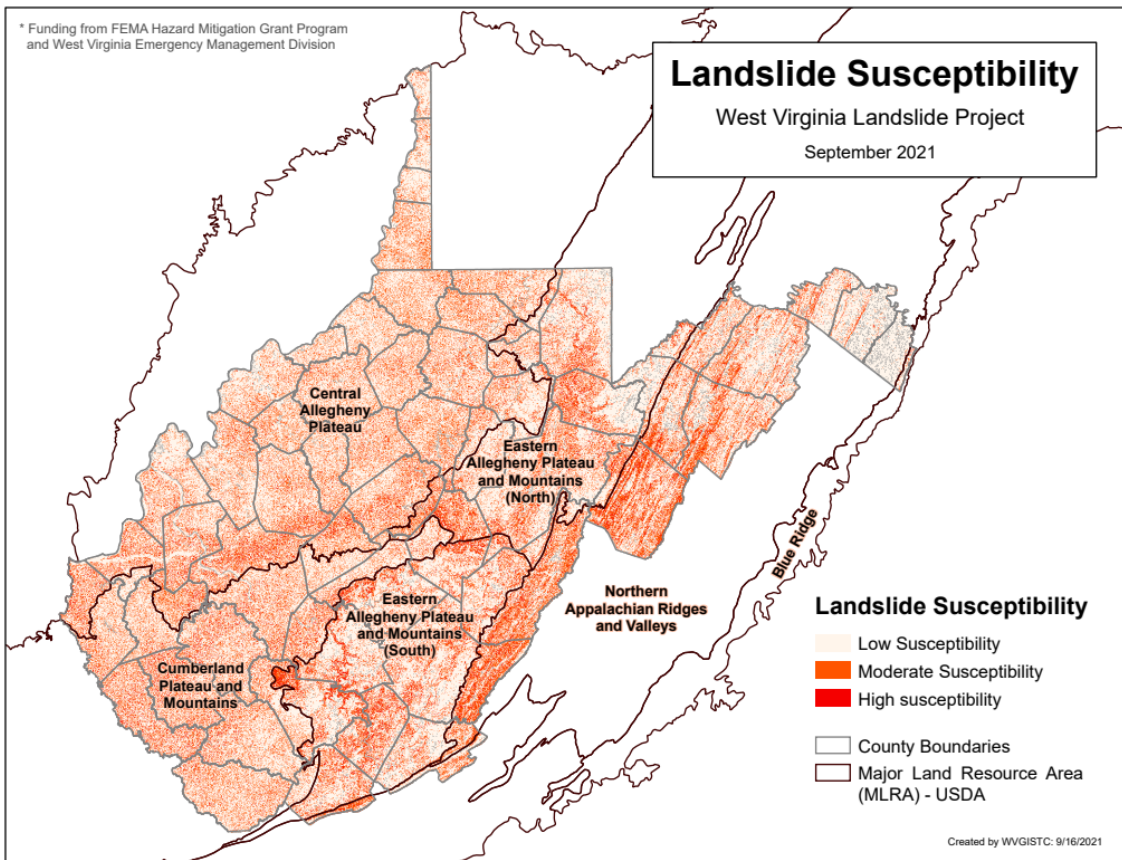 * Funding from FEMA Hazard Mitigation Grant Program
and West Virginia Emergency Management Division
Landslide Susceptibility
West Virginia Landslide Project
September 2021
Central
Allegheny
Plateau
Eastern
Allegheny Plateau
and Mountains
(North)
Blue Ridge
Northern
Appalachian Ridges
and Valleys
Eastern
Allegheny Plateau
and Mountains
(South)
Cumberland
Plateau and
Mountains
Landslide Susceptibility
Low Susceptibility
Moderate Susceptibility
High susceptibility
County Boundaries
Major Land Resource Area
(MLRA) - USDA
Created by WVGISTC: 9/16/2021